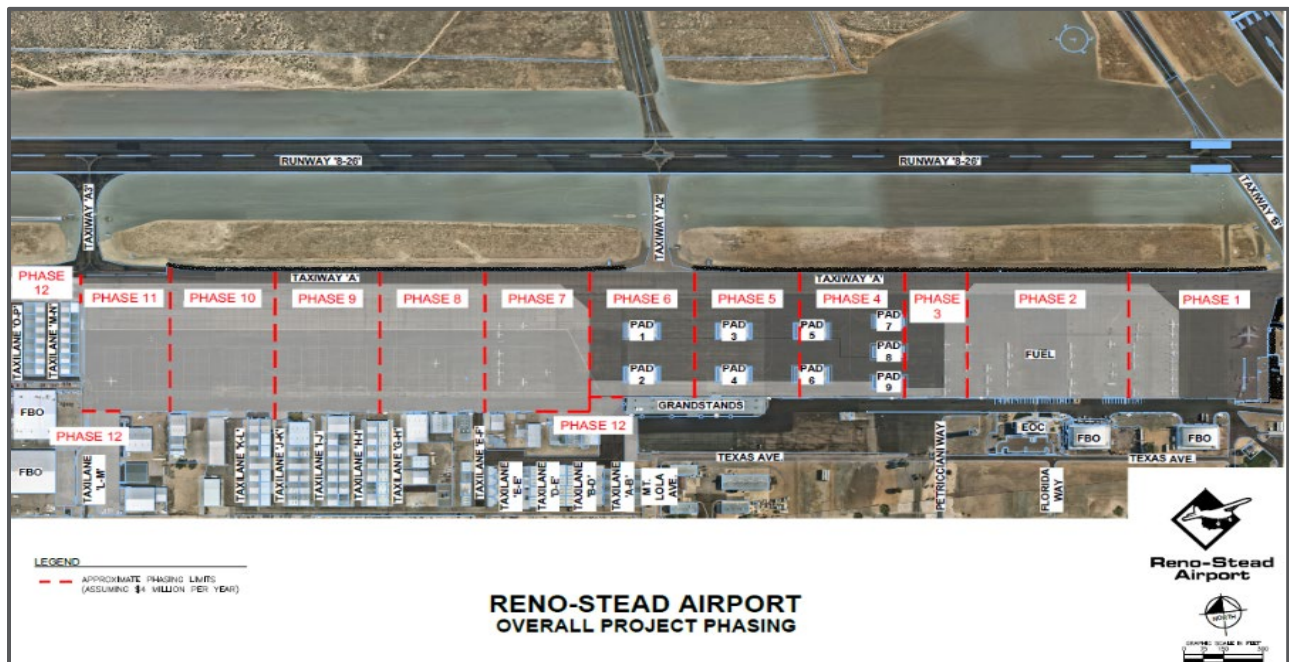 RUNWAY '8-26'
RUNWAY '8-26'
TAXIWAY 'A3'
TAXIWAY 'A2'
TAXIWAY 'B'
TAXIWAY 'A'
TAXIWAY 'A'
PHASE
12
PHASE 11
PHASE 10
PHASE 9
PHASE 8
PHASE 7
PHASE 6
PHASE 5
PHASE 4
PHASE
3
PHASE 2
PHASE 1
TAXILANE 'O-P'
TAXILANE 'M-N'
PAD
1
PAD
3
PAD
5
PAD
7
PAD
8
PAD
2
PAD
4
PAD
6
PAD
9
FUEL
GRANDSTANDS
FBO
FBO
PHASE 12
PHASE 12
TAXILANE
'L-M'
TAXILANE 'K-L'
TAXILANE 'J-K'
TAXILANE 'I-J'
TAXILANE 'H-I'
TAXILANE 'G-H'
TAXILANE 'E-F'
TAXILANE
'E-E'
TAXILANE
'D-E'
TAXILANE
'B-D'
TAXILANE
'A-B'
MT.
LOLA
AVE.
TEXAS AVE.
PETRICCIANI WAY
EOC
FBO
FBO
TEXAS AVE.
FLORIDA
WAY
LEGEND
APPROXIMATE PHASING LIMITS
(ASSUMING $4 MILLION PER YEAR)
RENO-STEAD AIRPORT
OVERALL PROJECT PHASING
Reno-Stead
Airport
NORTH
GRAPHIC SCALE IN FEET